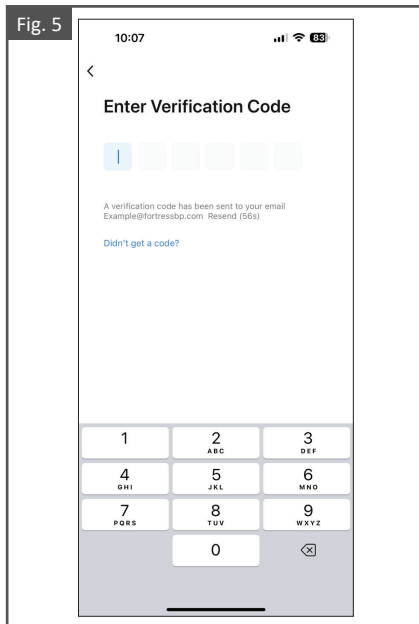 Fig. 5
10:07
83
Enter Verification Code
A verification code has been sent to your email
Example@fortressbp.com Resend (56s)
Didn't get a code?
1 2 3
ABC DEF
4 5 6
GHI JKL MNO
7 8 9
PQRS TUV WXYZ
0